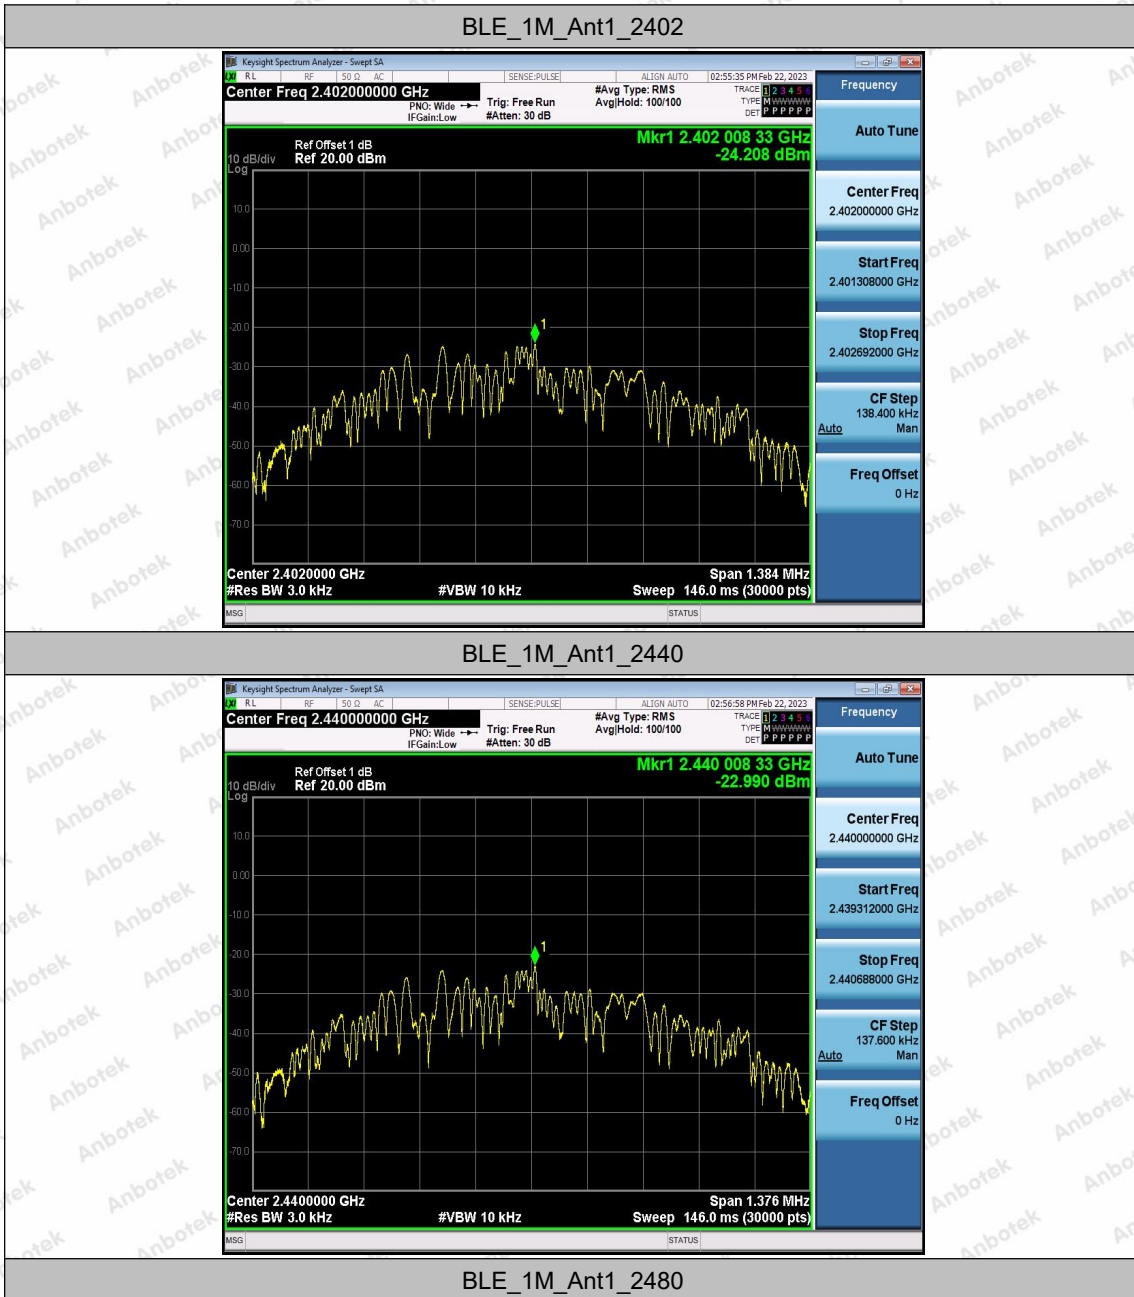 BLE_1M_Ant1_2402
Keysight Spectrum Analyzer - Swept SA
LXI RL RF 50 Ω AC SENSE:PULSE ALIGN AUTO 02:55:35 PM Feb 22, 2023
Center Freq 2.402000000 GHz
PNO: Wide
IFGain:Low
Trig: Free Run
#Atten: 30 dB
#Avg Type: RMS
Avg|Hold: 100/100
TRACE 1 2 3 4 5 6
TYPE M W W W W W
DET P P P P P P
Frequency
Auto Tune
Mkr1 2.402 008 33 GHz
-24.208 dBm
Ref Offset 1 dB
10 dB/div Ref 20.00 dBm
Log
10.0
0.00
-10.0
-20.0
-30.0
-40.0
-50.0
-60.0
-70.0
1
Center Freq
2.402000000 GHz
Start Freq
2.401308000 GHz
Stop Freq
2.402692000 GHz
CF Step
138.400 kHz
Auto Man
Freq Offset
0 Hz
Center 2.4020000 GHz Span 1.384 MHz
#Res BW 3.0 kHz #VBW 10 kHz Sweep 146.0 ms (30000 pts)
MSG STATUS
BLE_1M_Ant1_2440
Keysight Spectrum Analyzer - Swept SA
LXI RL RF 50 Ω AC SENSE:PULSE ALIGN AUTO 02:56:58 PM Feb 22, 2023
Center Freq 2.440000000 GHz
PNO: Wide
IFGain:Low
Trig: Free Run
#Atten: 30 dB
#Avg Type: RMS
Avg|Hold: 100/100
TRACE 1 2 3 4 5 6
TYPE M W W W W W
DET P P P P P P
Frequency
Auto Tune
Mkr1 2.440 008 33 GHz
-22.990 dBm
Ref Offset 1 dB
10 dB/div Ref 20.00 dBm
Log
10.0
0.00
-10.0
-20.0
-30.0
-40.0
-50.0
-60.0
-70.0
1
Center Freq
2.440000000 GHz
Start Freq
2.439312000 GHz
Stop Freq
2.440688000 GHz
CF Step
137.600 kHz
Auto Man
Freq Offset
0 Hz
Center 2.4400000 GHz Span 1.376 MHz
#Res BW 3.0 kHz #VBW 10 kHz Sweep 146.0 ms (30000 pts)
MSG STATUS
BLE_1M_Ant1_2480
Anbotek